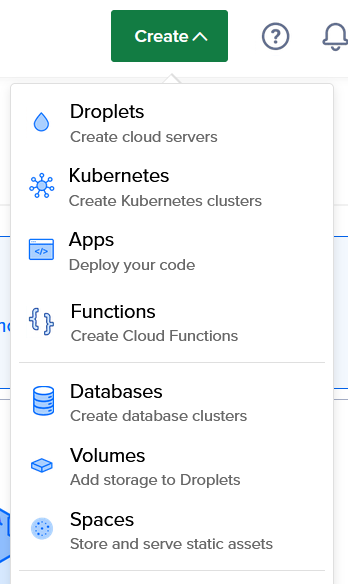 Create
Droplets
Create cloud servers
Kubernetes
Create Kubernetes clusters
Apps
Deploy your code
Functions
Create Cloud Functions
Databases
Create database clusters
Volumes
Add storage to Droplets
Spaces
Store and serve static assets